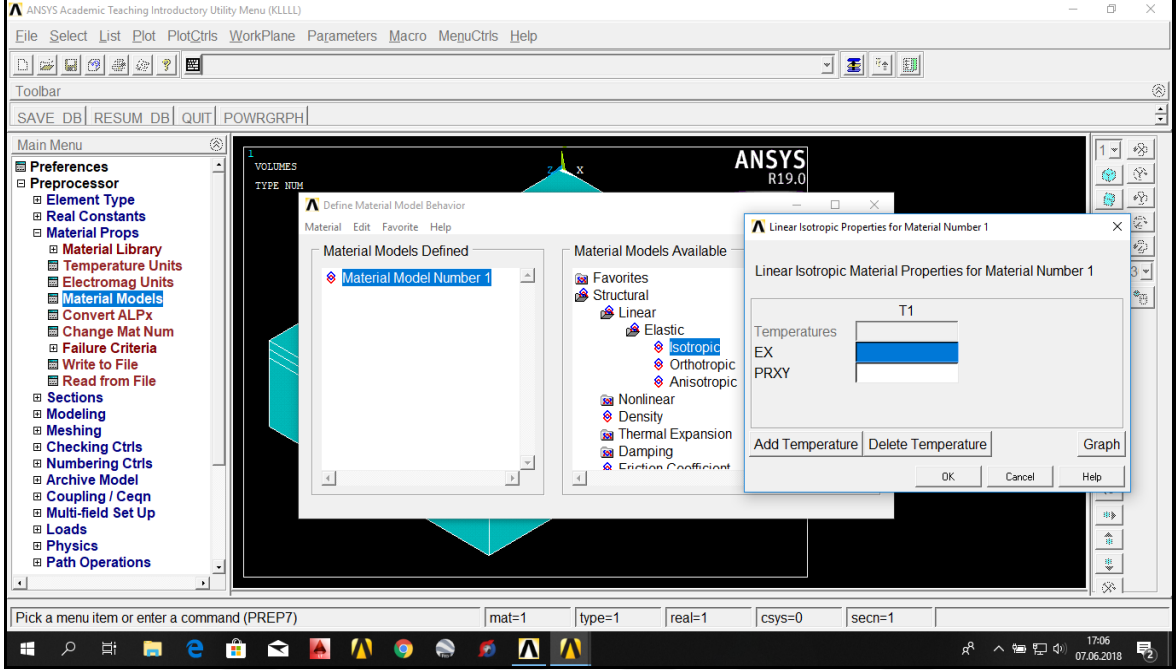 ANSYS Academic Teaching Introductory Utility Menu (KLLLL)
File Select List Plot PlotCtrls WorkPlane Parameters Macro MenuCtrls Help
Toolbar
SAVE_DB RESUM_DB QUIT POWRGRPH
Main Menu
Preferences
Preprocessor
Element Type
Real Constants
Material Props
Material Library
Temperature Units
Electromag Units
Material Models
Convert ALPx
Change Mat Num
Failure Criteria
Write to File
Read from File
Sections
Modeling
Meshing
Checking Ctrls
Numbering Ctrls
Archive Model
Coupling / Ceqn
Multi-field Set Up
Loads
Physics
Path Operations
1
VOLUMES
TYPE NUM
Z X
ANSYS
R19.0
1
3
Define Material Model Behavior
Material Edit Favorite Help
Material Models Defined
Material Model Number 1
Material Models Available
Favorites
Structural
Linear
Elastic
Isotropic
Orthotropic
Anisotropic
Nonlinear
Density
Thermal Expansion
Damping
Friction Coefficient
Linear Isotropic Properties for Material Number 1
Linear Isotropic Material Properties for Material Number 1
T1
Temperatures
EX
PRXY
Add Temperature Delete Temperature Graph
OK Cancel Help
Pick a menu item or enter a command (PREP7) mat=1 type=1 real=1 csys=0 secn=1
17:06
07.06.2018
2